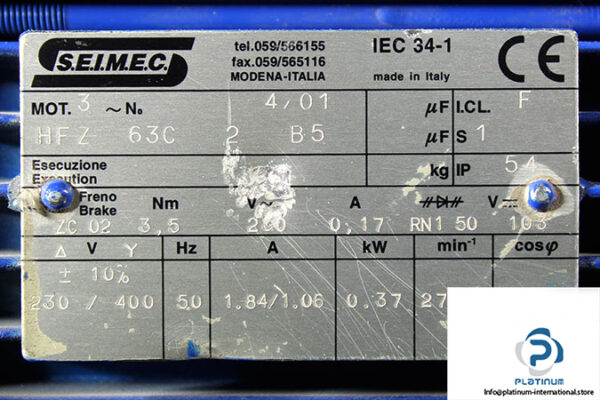 S.E.I.M.E.C.
tel.059/566155
fax.059/565116
MODENA-ITALIA
IEC 34-1
made in Italy
CE
MOT. 3 ~ No 4/01 µF I.CL. F
HFZ 63C 2 B5 µF S 1
Esecuzione
Execution
kg IP 54
Freno
Brake
Nm V~ A V
ZC 02 3,5 0,17 RN1 50 103
Δ V Y Hz A kW min-1 cosφ
± 10%
230 / 400 50 1.84/1.06 0.37
P
PLATINUM
https://platinum-international.store